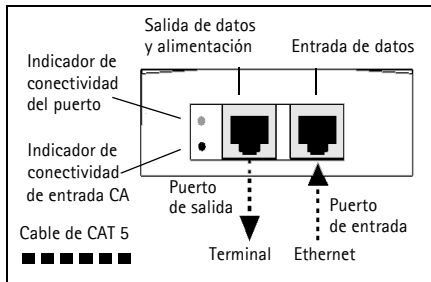 Salida de datos
y alimentación
Entrada de datos
Indicador de
conectividad
del puerto
Indicador de
conectividad
de entrada CA
Puerto
de salida
Puerto
de entrada
Cable de CAT 5
Terminal
Ethernet